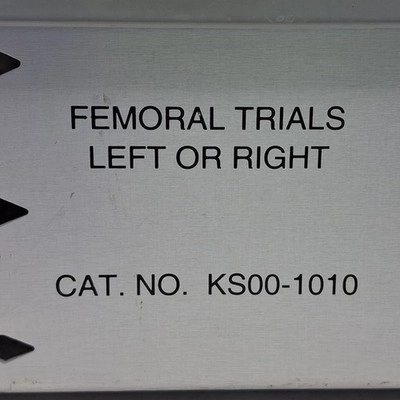 FEMORAL TRIALS
LEFT OR RIGHT
CAT. NO. KS00-1010